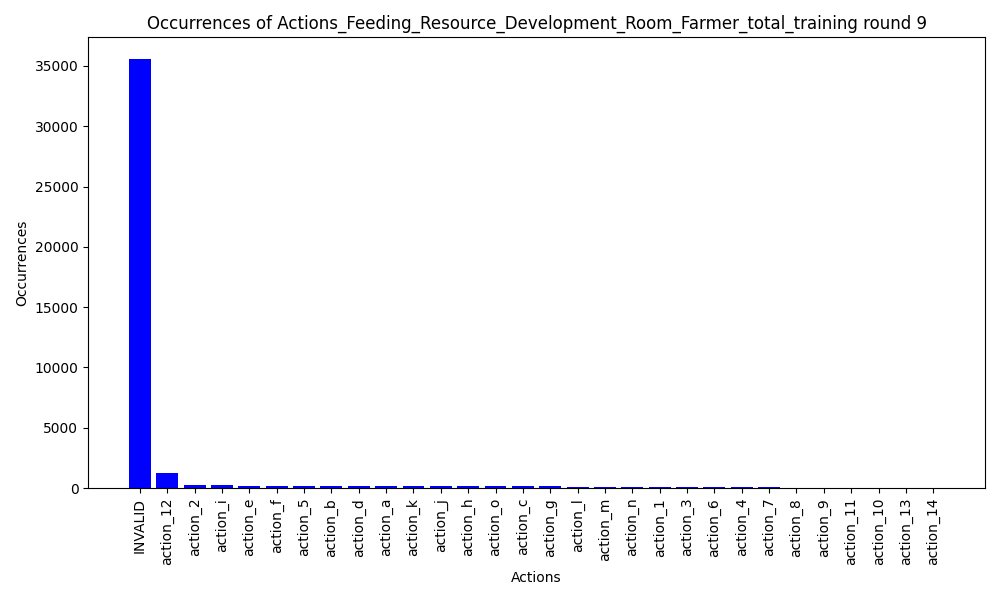 Occurrences of Actions_Feeding_Resource_Development_Room_Farmer_total_training round 9
35000
30000
25000
20000
15000
10000
5000
0
Occurrences
INVALID
action_12
action_2
action_i
action_e
action_f
action_5
action_b
action_d
action_a
action_k
action_j
action_h
action_o
action_c
action_g
action_l
action_m
action_n
action_1
action_3
action_6
action_4
action_7
action_8
action_9
action_11
action_10
action_13
action_14
Actions